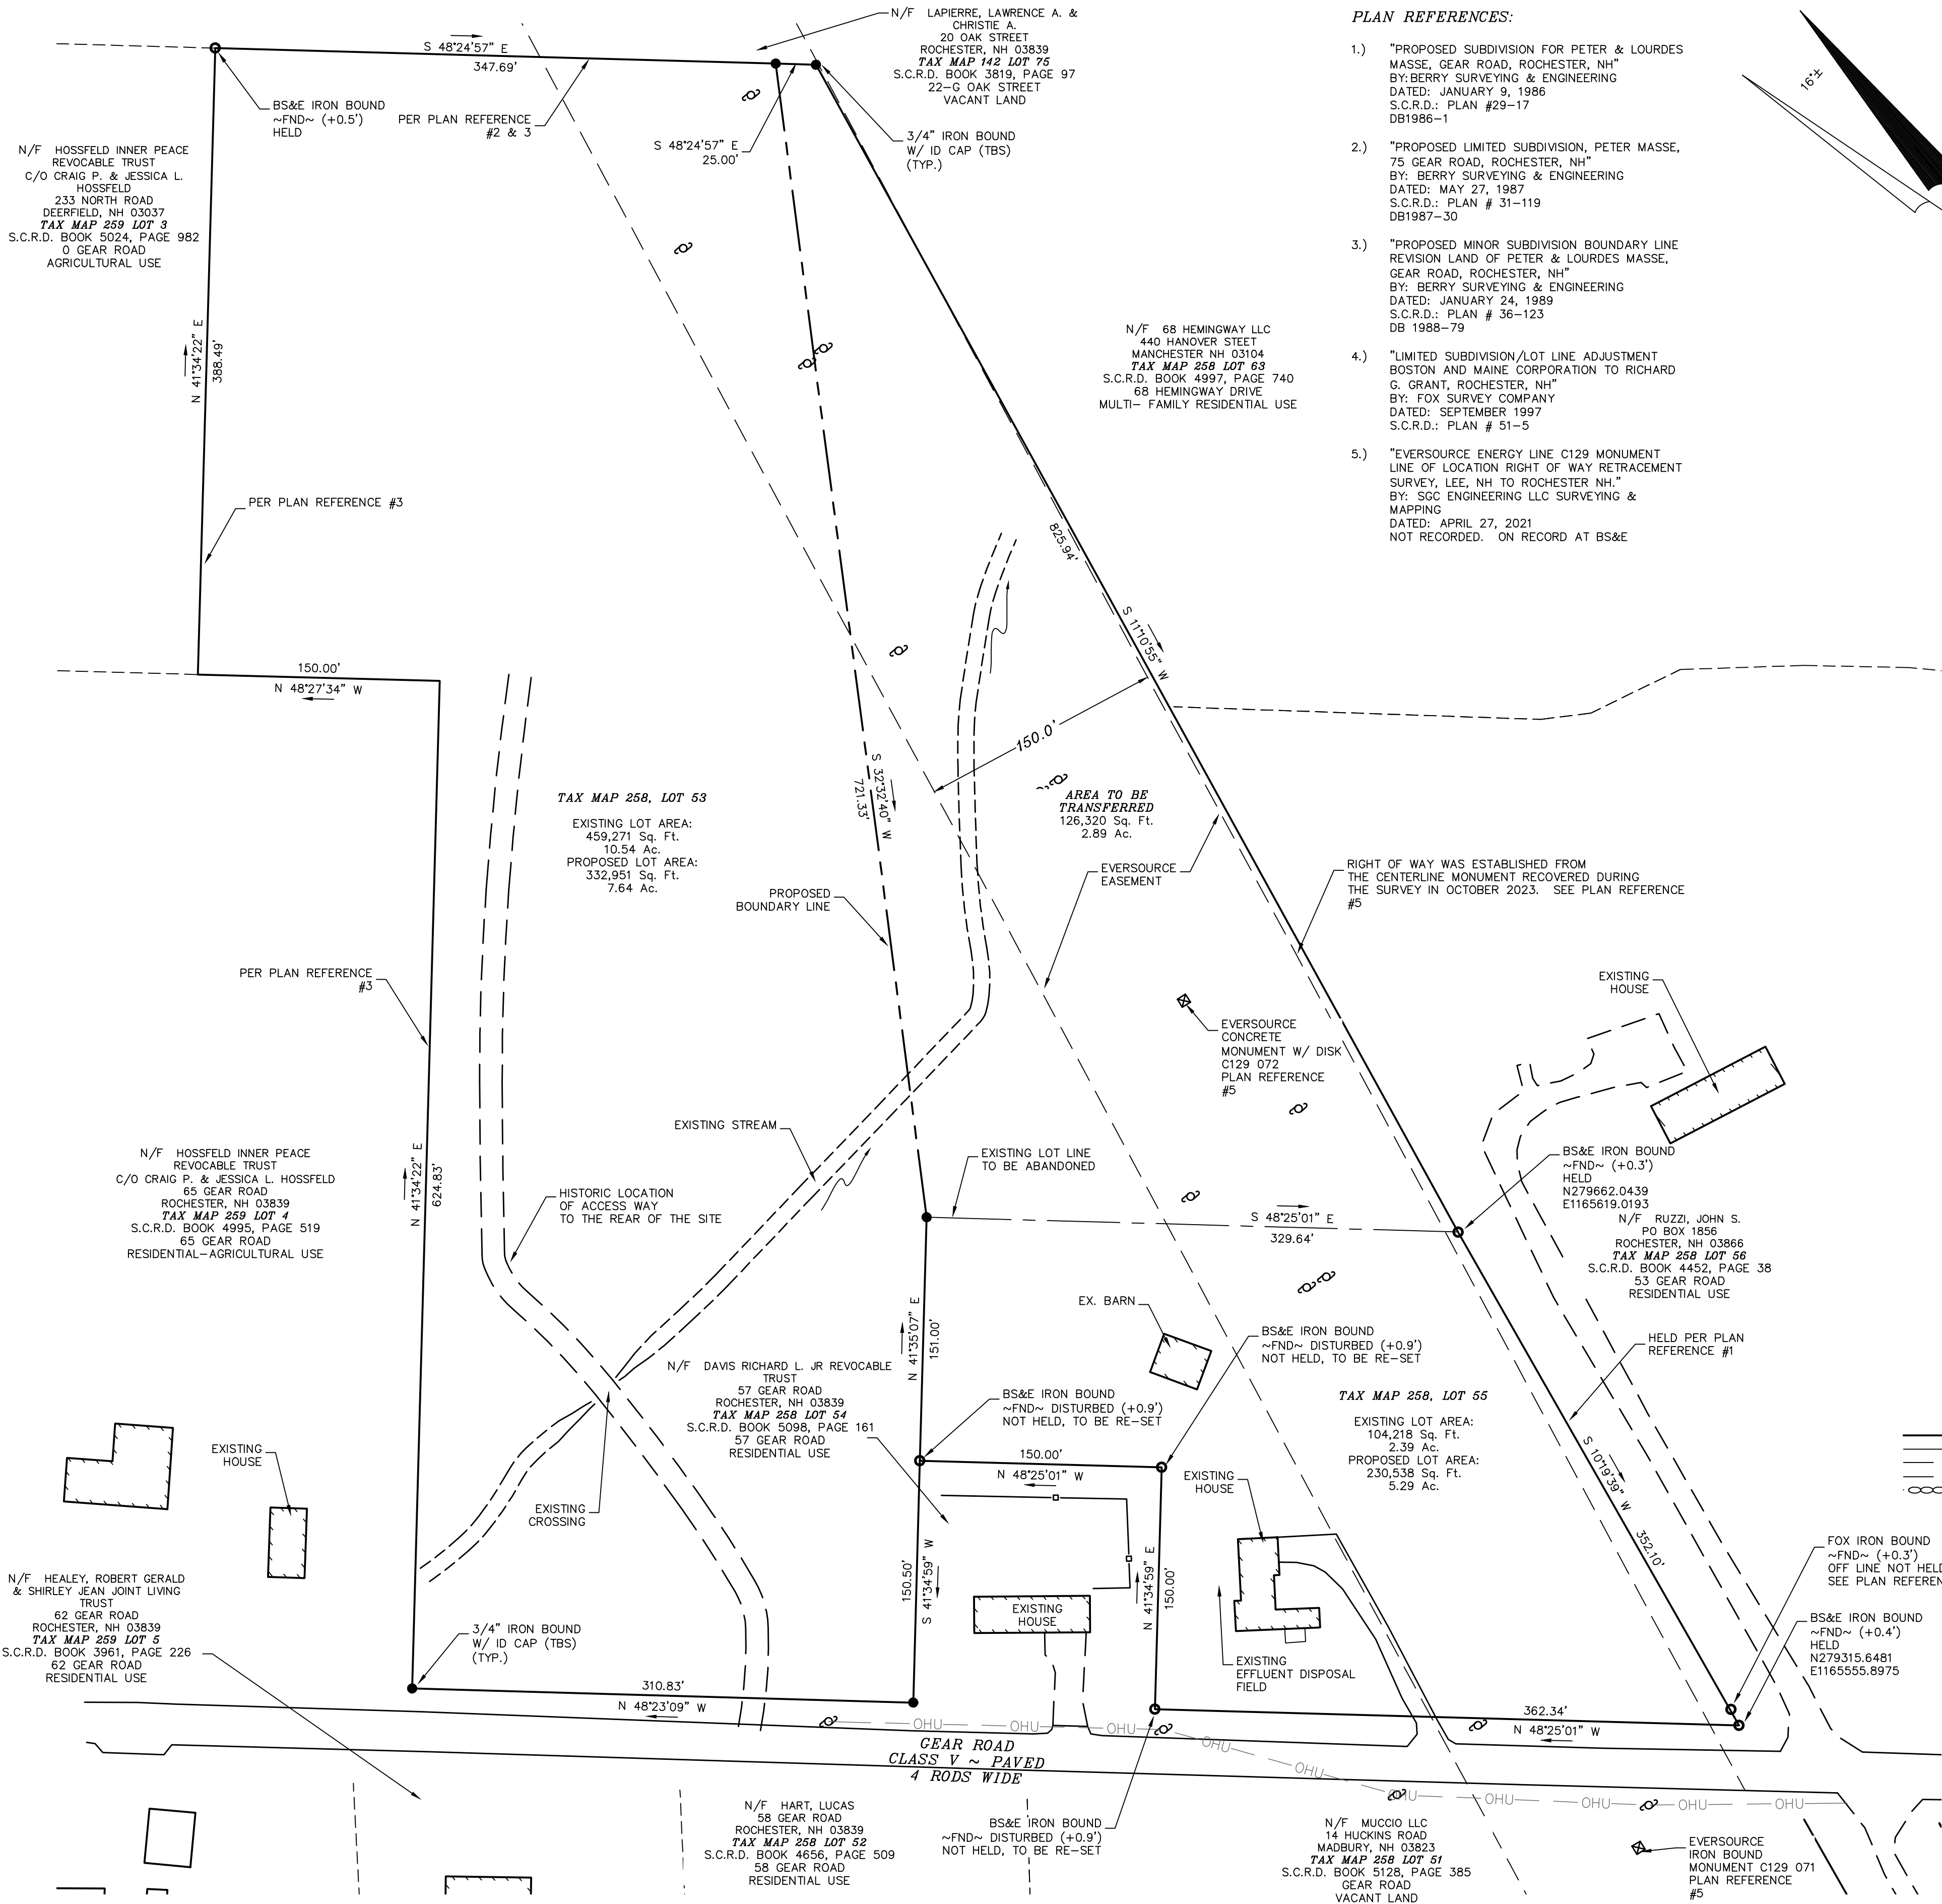 N/F LAPIERRE, LAWRENCE A. &
CHRISTIE A.
20 OAK STREET
ROCHESTER, NH 03839
TAX MAP 142 LOT 75
S.C.R.D. BOOK 3819, PAGE 97
22-G OAK STREET
VACANT LAND
PLAN REFERENCES:
1.) "PROPOSED SUBDIVISION FOR PETER & LOURDES
MASSE, GEAR ROAD, ROCHESTER, NH"
BY:BERRY SURVEYING & ENGINEERING
DATED: JANUARY 9, 1986
S.C.R.D.: PLAN #29-17
DB1986-1
2.) "PROPOSED LIMITED SUBDIVISION, PETER MASSE,
75 GEAR ROAD, ROCHESTER, NH"
BY: BERRY SURVEYING & ENGINEERING
DATED: MAY 27, 1987
S.C.R.D.: PLAN # 31-119
DB1987-30
3.) "PROPOSED MINOR SUBDIVISION BOUNDARY LINE
REVISION LAND OF PETER & LOURDES MASSE,
GEAR ROAD, ROCHESTER, NH"
BY: BERRY SURVEYING & ENGINEERING
DATED: JANUARY 24, 1989
S.C.R.D.: PLAN # 36-123
DB 1988-79
4.) "LIMITED SUBDIVISION/LOT LINE ADJUSTMENT
BOSTON AND MAINE CORPORATION TO RICHARD
G. GRANT, ROCHESTER, NH"
BY: FOX SURVEY COMPANY
DATED: SEPTEMBER 1997
S.C.R.D.: PLAN # 51-5
5.) "EVERSOURCE ENERGY LINE C129 MONUMENT
LINE OF LOCATION RIGHT OF WAY RETRACEMENT
SURVEY, LEE, NH TO ROCHESTER NH."
BY: SGC ENGINEERING LLC SURVEYING &
MAPPING
DATED: APRIL 27, 2021
NOT RECORDED. ON RECORD AT BS&E
16°±
S 48°24'57" E
347.69'
BS&E IRON BOUND
~FND~ (+0.5')
HELD
PER PLAN REFERENCE
#2 & 3
S 48°24'57" E
25.00'
3/4" IRON BOUND
W/ ID CAP (TBS)
(TYP.)
N/F HOSSFELD INNER PEACE
REVOCABLE TRUST
C/O CRAIG P. & JESSICA L.
HOSSFELD
233 NORTH ROAD
DEERFIELD, NH 03037
TAX MAP 259 LOT 3
S.C.R.D. BOOK 5024, PAGE 982
0 GEAR ROAD
AGRICULTURAL USE
N 41°34'22" E
388.49'
N/F 68 HEMINGWAY LLC
440 HANOVER STEET
MANCHESTER NH 03104
TAX MAP 258 LOT 63
S.C.R.D. BOOK 4997, PAGE 740
68 HEMINGWAY DRIVE
MULTI- FAMILY RESIDENTIAL USE
PER PLAN REFERENCE #3
825.94'
S 11°10'55" W
150.00'
N 48°27'34" W
150.0'
S 32°32'40" W
721.33'
TAX MAP 258, LOT 53
EXISTING LOT AREA:
459,271 Sq. Ft.
10.54 Ac.
PROPOSED LOT AREA:
332,951 Sq. Ft.
7.64 Ac.
AREA TO BE
TRANSFERRED
126,320 Sq. Ft.
2.89 Ac.
PROPOSED
BOUNDARY LINE
EVERSOURCE
EASEMENT
RIGHT OF WAY WAS ESTABLISHED FROM
THE CENTERLINE MONUMENT RECOVERED DURING
THE SURVEY IN OCTOBER 2023. SEE PLAN REFERENCE
#5
PER PLAN REFERENCE
#3
EXISTING
HOUSE
EVERSOURCE
CONCRETE
MONUMENT W/ DISK
C129 072
PLAN REFERENCE
#5
EXISTING STREAM
EXISTING LOT LINE
TO BE ABANDONED
N/F HOSSFELD INNER PEACE
REVOCABLE TRUST
C/O CRAIG P. & JESSICA L. HOSSFELD
65 GEAR ROAD
ROCHESTER, NH 03839
TAX MAP 259 LOT 4
S.C.R.D. BOOK 4995, PAGE 519
65 GEAR ROAD
RESIDENTIAL-AGRICULTURAL USE
N 41°34'22" E
624.83'
HISTORIC LOCATION
OF ACCESS WAY
TO THE REAR OF THE SITE
S 48°25'01" E
329.64'
BS&E IRON BOUND
~FND~ (+0.3')
HELD
N279662.0439
E1165619.0193
N/F RUZZI, JOHN S.
PO BOX 1856
ROCHESTER, NH 03866
TAX MAP 258 LOT 56
S.C.R.D. BOOK 4452, PAGE 38
53 GEAR ROAD
RESIDENTIAL USE
N 41°35'07" E
151.00'
EX. BARN
BS&E IRON BOUND
~FND~ DISTURBED (+0.9')
NOT HELD, TO BE RE-SET
HELD PER PLAN
REFERENCE #1
N/F DAVIS RICHARD L. JR REVOCABLE
TRUST
57 GEAR ROAD
ROCHESTER, NH 03839
TAX MAP 258 LOT 54
S.C.R.D. BOOK 5098, PAGE 161
57 GEAR ROAD
RESIDENTIAL USE
BS&E IRON BOUND
~FND~ DISTURBED (+0.9')
NOT HELD, TO BE RE-SET
TAX MAP 258, LOT 55
EXISTING LOT AREA:
104,218 Sq. Ft.
2.39 Ac.
PROPOSED LOT AREA:
230,538 Sq. Ft.
5.29 Ac.
EXISTING
HOUSE
150.00'
N 48°25'01" W
EXISTING
HOUSE
S 10°19'39" W
352.10'
EXISTING
CROSSING
FOX IRON BOUND
~FND~ (+0.3')
OFF LINE NOT HELD
SEE PLAN REFEREN
150.50'
S 41°34'59" W
N 41°34'59" E
150.00'
N/F HEALEY, ROBERT GERALD
& SHIRLEY JEAN JOINT LIVING
TRUST
62 GEAR ROAD
ROCHESTER, NH 03839
TAX MAP 259 LOT 5
S.C.R.D. BOOK 3961, PAGE 226
62 GEAR ROAD
RESIDENTIAL USE
3/4" IRON BOUND
W/ ID CAP (TBS)
(TYP.)
EXISTING
HOUSE
EXISTING
EFFLUENT DISPOSAL
FIELD
BS&E IRON BOUND
~FND~ (+0.4')
HELD
N279315.6481
E1165555.8975
310.83'
N 48°23'09" W
362.34'
N 48°25'01" W
OHU OHU OHU OHU OHU OHU OHU OHU OHU OHU
GEAR ROAD
CLASS V ~ PAVED
4 RODS WIDE
N/F HART, LUCAS
58 GEAR ROAD
ROCHESTER, NH 03839
TAX MAP 258 LOT 52
S.C.R.D. BOOK 4656, PAGE 509
58 GEAR ROAD
RESIDENTIAL USE
BS&E IRON BOUND
~FND~ DISTURBED (+0.9')
NOT HELD, TO BE RE-SET
N/F MUCCIO LLC
14 HUCKINS ROAD
MADBURY, NH 03823
TAX MAP 258 LOT 51
S.C.R.D. BOOK 5128, PAGE 385
GEAR ROAD
VACANT LAND
EVERSOURCE
IRON BOUND
MONUMENT C129 071
PLAN REFERENCE
#5